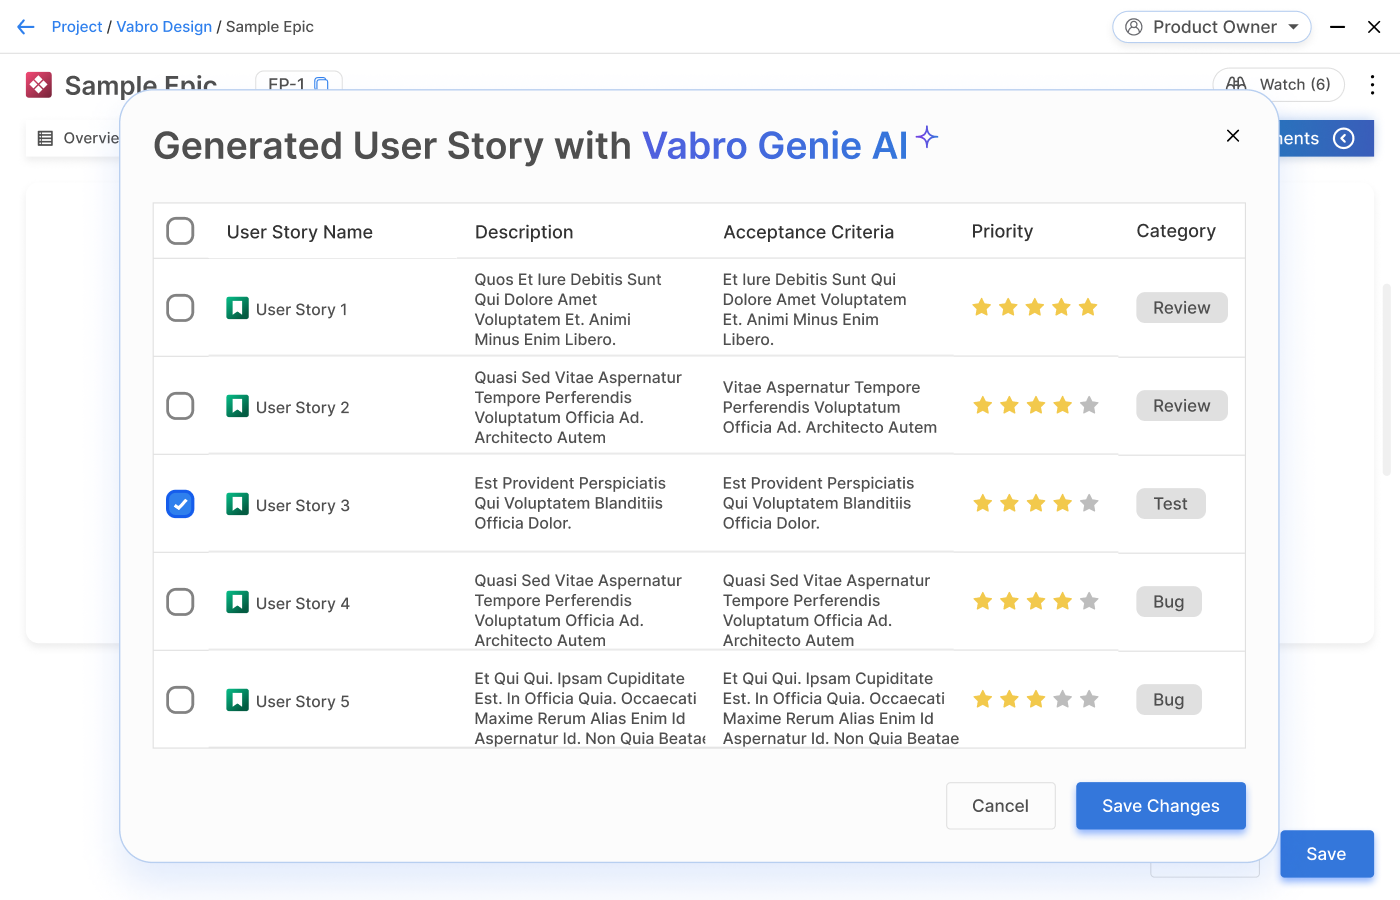 Project / Vabro Design / Sample Epic
Product Owner
Sample Epic
EP-1
Watch (6)
Generated User Story with Vabro Genie AI
User Story Name
Description
Acceptance Criteria
Priority
Category
User Story 1
Quos Et Iure Debitis Sunt
Qui Dolore Amet
Voluptatem Et. Animi
Minus Enim Libero.
Et Iure Debitis Sunt Qui
Dolore Amet Voluptatem
Et. Animi Minus Enim
Libero.
Review
User Story 2
Quasi Sed Vitae Aspernatur
Tempore Perferendis
Voluptatum Officia Ad.
Architecto Autem
Vitae Aspernatur Tempore
Perferendis Voluptatum
Officia Ad. Architecto Autem
Review
User Story 3
Est Provident Perspiciatis
Qui Voluptatem Blanditiis
Officia Dolor.
Est Provident Perspiciatis
Qui Voluptatem Blanditiis
Officia Dolor.
Test
User Story 4
Quasi Sed Vitae Aspernatur
Tempore Perferendis
Voluptatum Officia Ad.
Architecto Autem
Quasi Sed Vitae Aspernatur
Tempore Perferendis
Voluptatum Officia Ad.
Architecto Autem
Bug
User Story 5
Et Qui Qui. Ipsam Cupiditate
Est. In Officia Quia. Occaecati
Maxime Rerum Alias Enim Id
Aspernatur Id. Non Quia Beatae
Et Qui Qui. Ipsam Cupiditate
Est. In Officia Quia. Occaecati
Maxime Rerum Alias Enim Id
Aspernatur Id. Non Quia Beatae
Bug
Cancel
Save Changes
Save